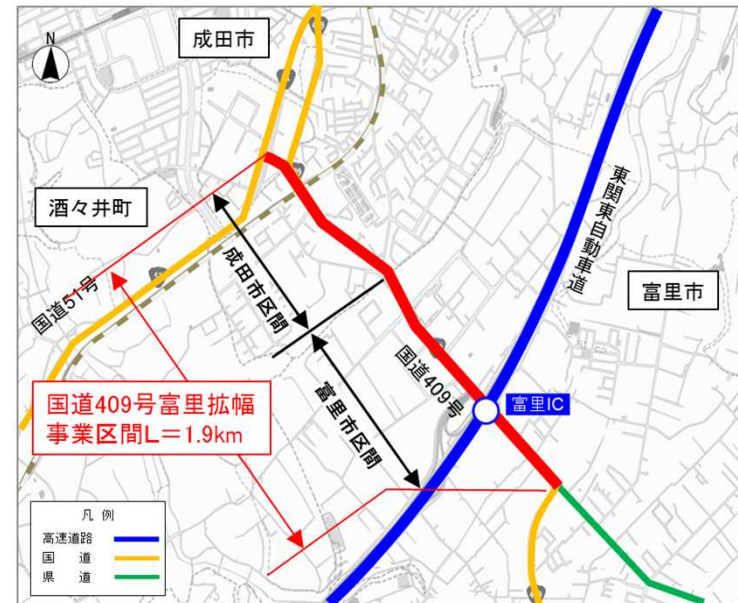 N
成田市
酒々井町
国道51号
成田市区間
東関東自動車道
富里市
国道409号
富里IC
富里市区間
国道409号富里拡幅
事業区間L=1.9km
凡 例
高速道路
国 道
県 道